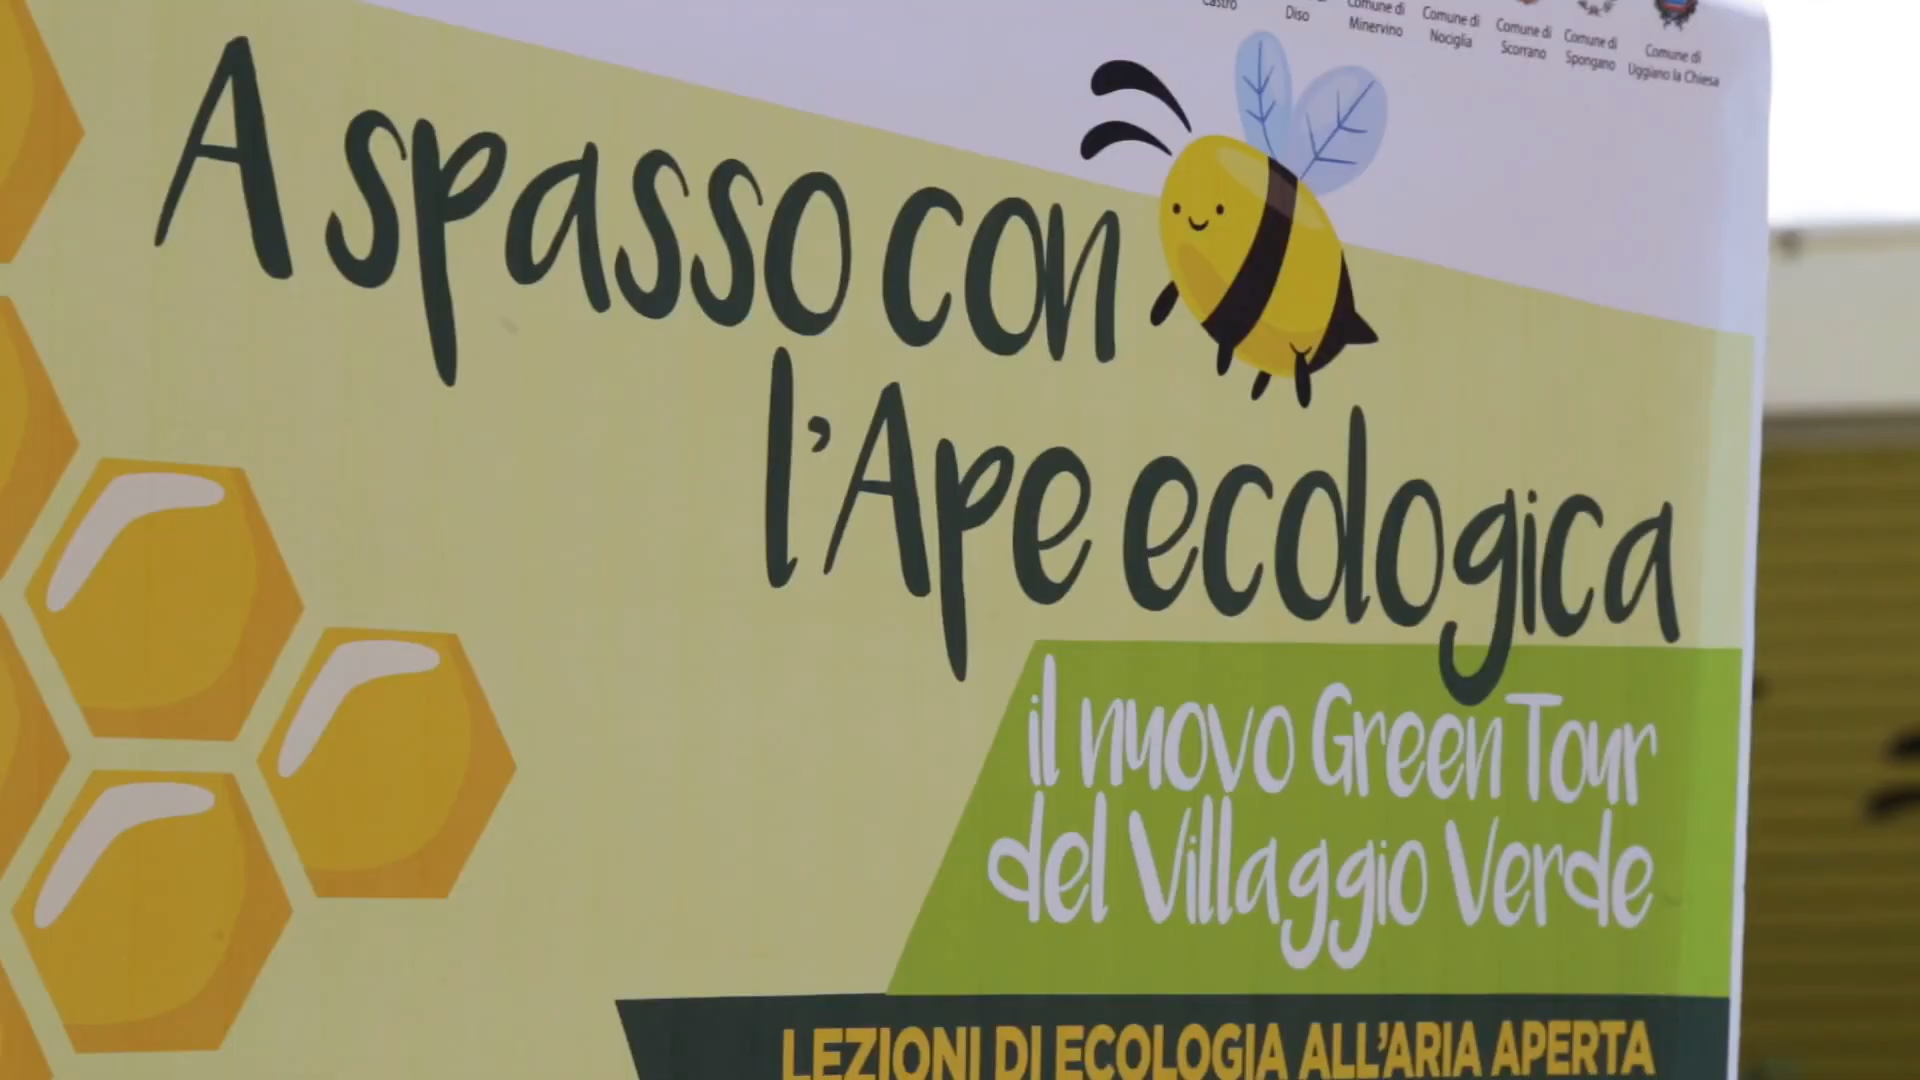 Castro
Diso
Comune di
Minervino
Comune di
Nociglia
Comune di
Scorrano
Comune di
Spongano
Comune di
Uggiano la Chiesa
A spasso con
l'Ape ecologica
il nuovo Green Tour
del Villaggio Verde
LEZIONI DI ECOLOGIA ALL'ARIA APERTA